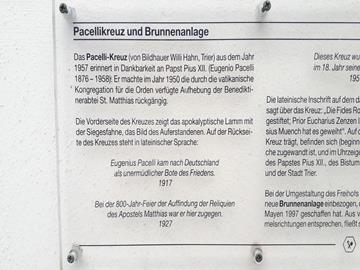 Pacellikreuz und Brunnenanlage
Das Pacelli-Kreuz (von Bildhauer Willi Hahn, Trier) aus dem Jahr
1957 erinnert in Dankbarkeit an Papst Pius XII. (Eugenio Pacelli
1876 – 1958): Er machte im Jahr 1950 die durch die vatikanische
Kongregation für die Orden verfügte Aufhebung der Benedikti-
nerabtei St. Matthias rückgängig.
Die Vorderseite des Kreuzes zeigt das apokalyptische Lamm mit
der Siegesfahne, das Bild des Auferstandenen. Auf der Rücksei-
te des Kreuzes steht in lateinischer Sprache:
Eugenius Pacelli kam nach Deutschland
als unermüdlicher Bote des Friedens.
1917
Bei der 800-Jahr-Feier der Auffindung der Reliquien
des Apostels Matthias war er hier zugegen.
1927
Dieses Kreuz wu
im 18. Jahr seine
195
Die lateinische Inschrift auf dem
sagt über das Kreuz: „Die Fides Ro
gestiftet; Prior Eucharius Zenzen
sius Muench hat es geweiht". Auf d
Kreuz trägt, befinden sich (beginn
che zugewandt ist, und im Uhrzeige
des Papstes Pius XII., des Bistum
und der Stadt Trier.
Bei der Umgestaltung des Freihofs
neue Brunnenanlage einbezogen,
Mayen 1997 geschaffen hat. Aus v
melsrichtungen entsprechen, fließt